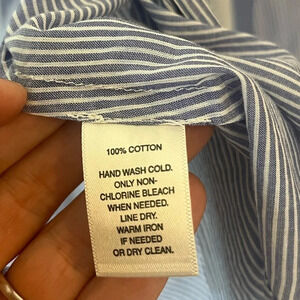 100% COTTON
HAND WASH COLD.
ONLY NON-
CHLORINE BLEACH
WHEN NEEDED.
LINE DRY.
WARM IRON
IF NEEDED
OR DRY CLEAN.